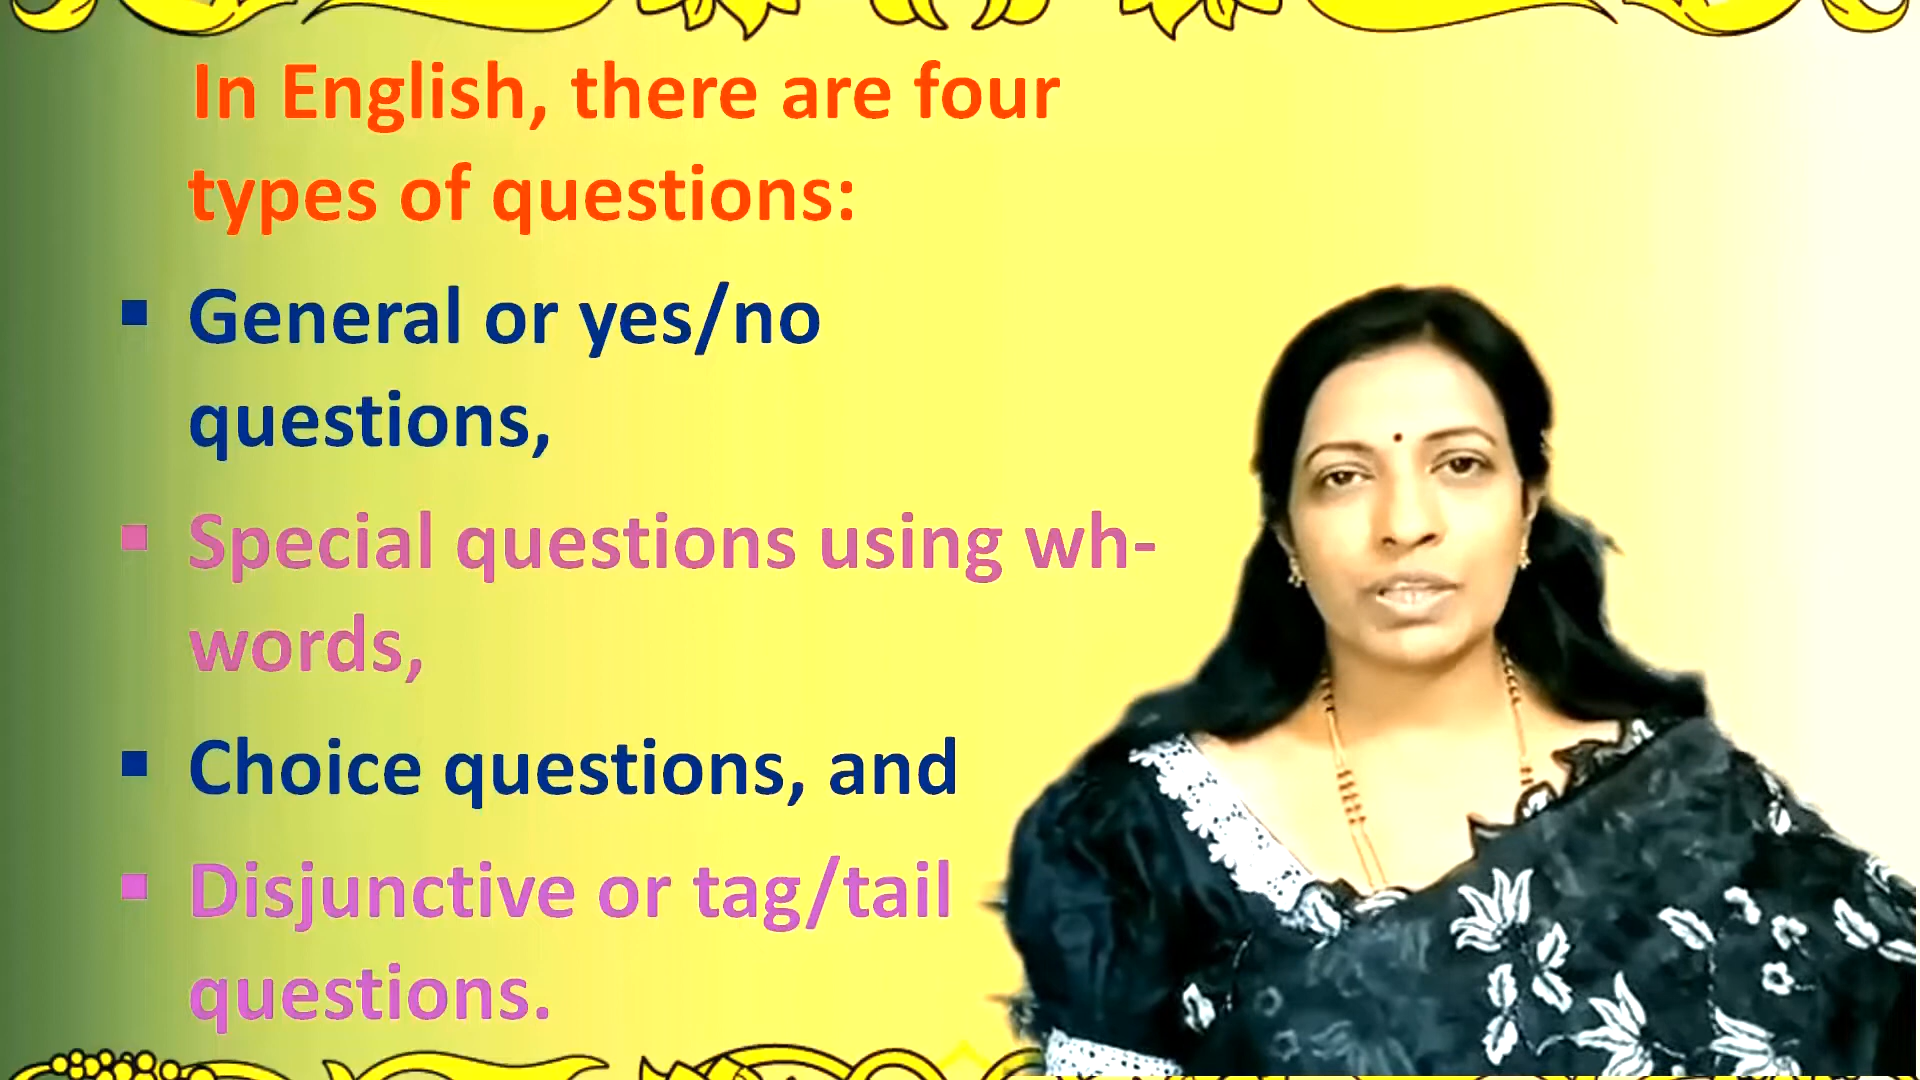 In English, there are four
types of questions:
▪ General or yes/no
questions,
▪ Special questions using wh-
words,
▪ Choice questions, and
▪ Disjunctive or tag/tail
questions.